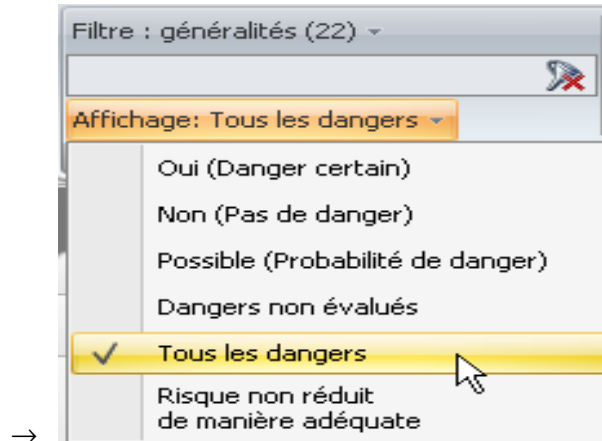 Filtre : généralités (22)
Affichage: Tous les dangers
Oui (Danger certain)
Non (Pas de danger)
Possible (Probabilité de danger)
Dangers non évalués
Tous les dangers
Risque non réduit
de manière adéquate
→